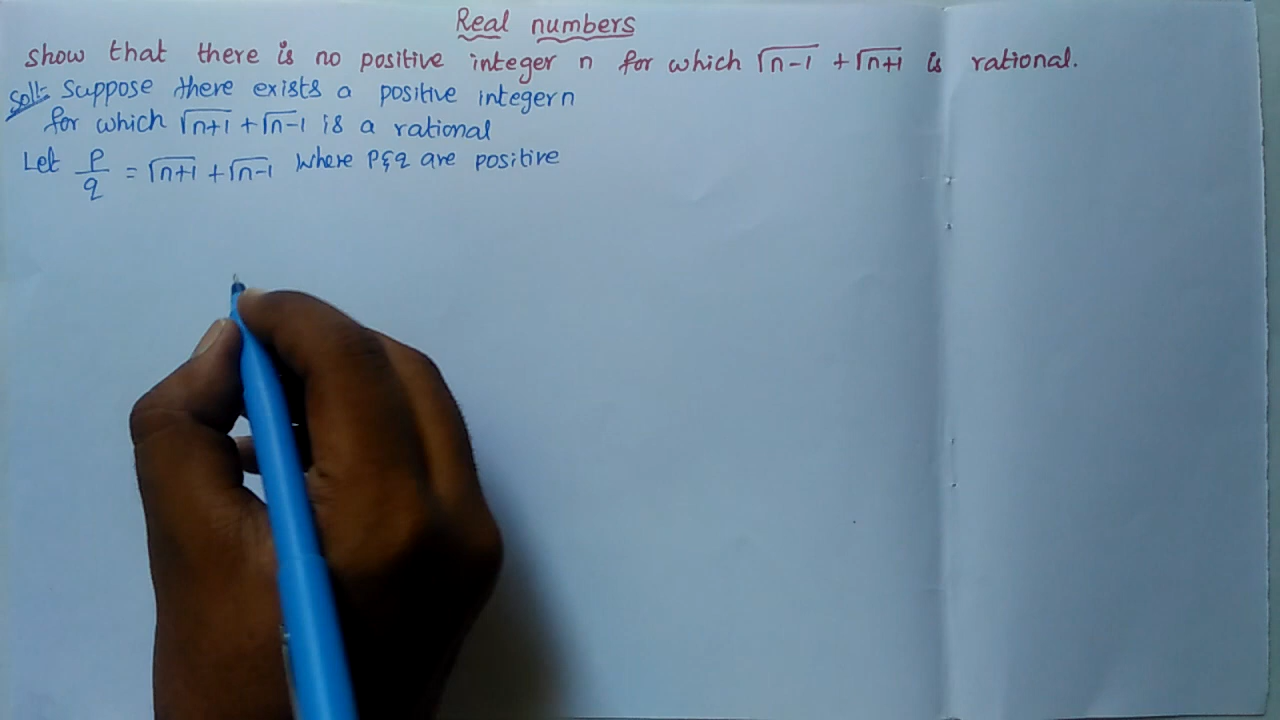 Real numbers
show that there is no positive integer n for which √n-1 + √n+1 is rational.
Sol:- Suppose there exists a positive integer n
for which √n+1 + √n-1 is a rational
Let P/q = √n+1 + √n-1 where P & q are positive